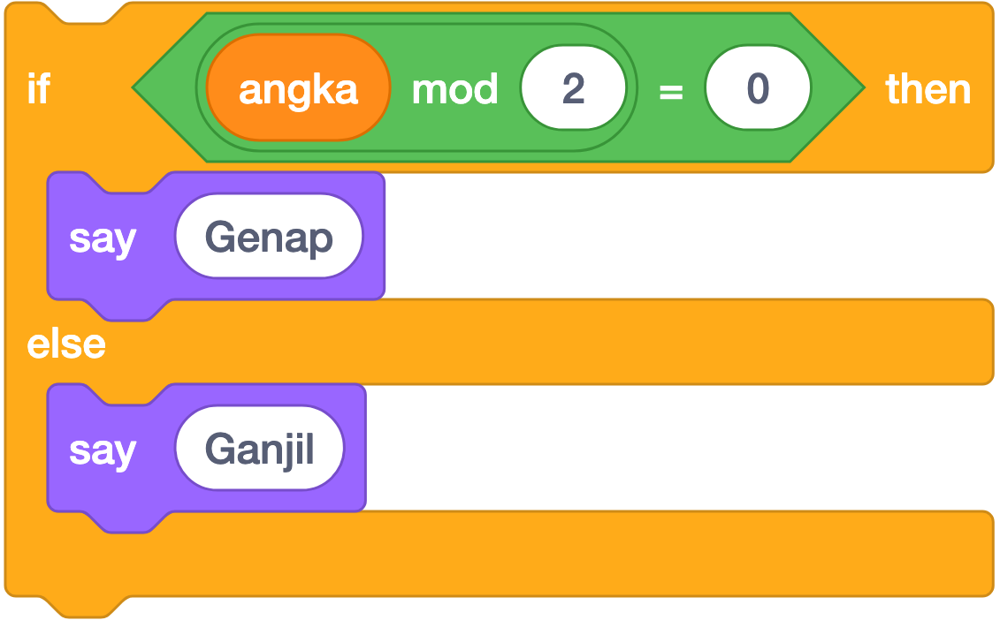 if angka mod 2 = 0 then
say Genap
else
say Ganjil